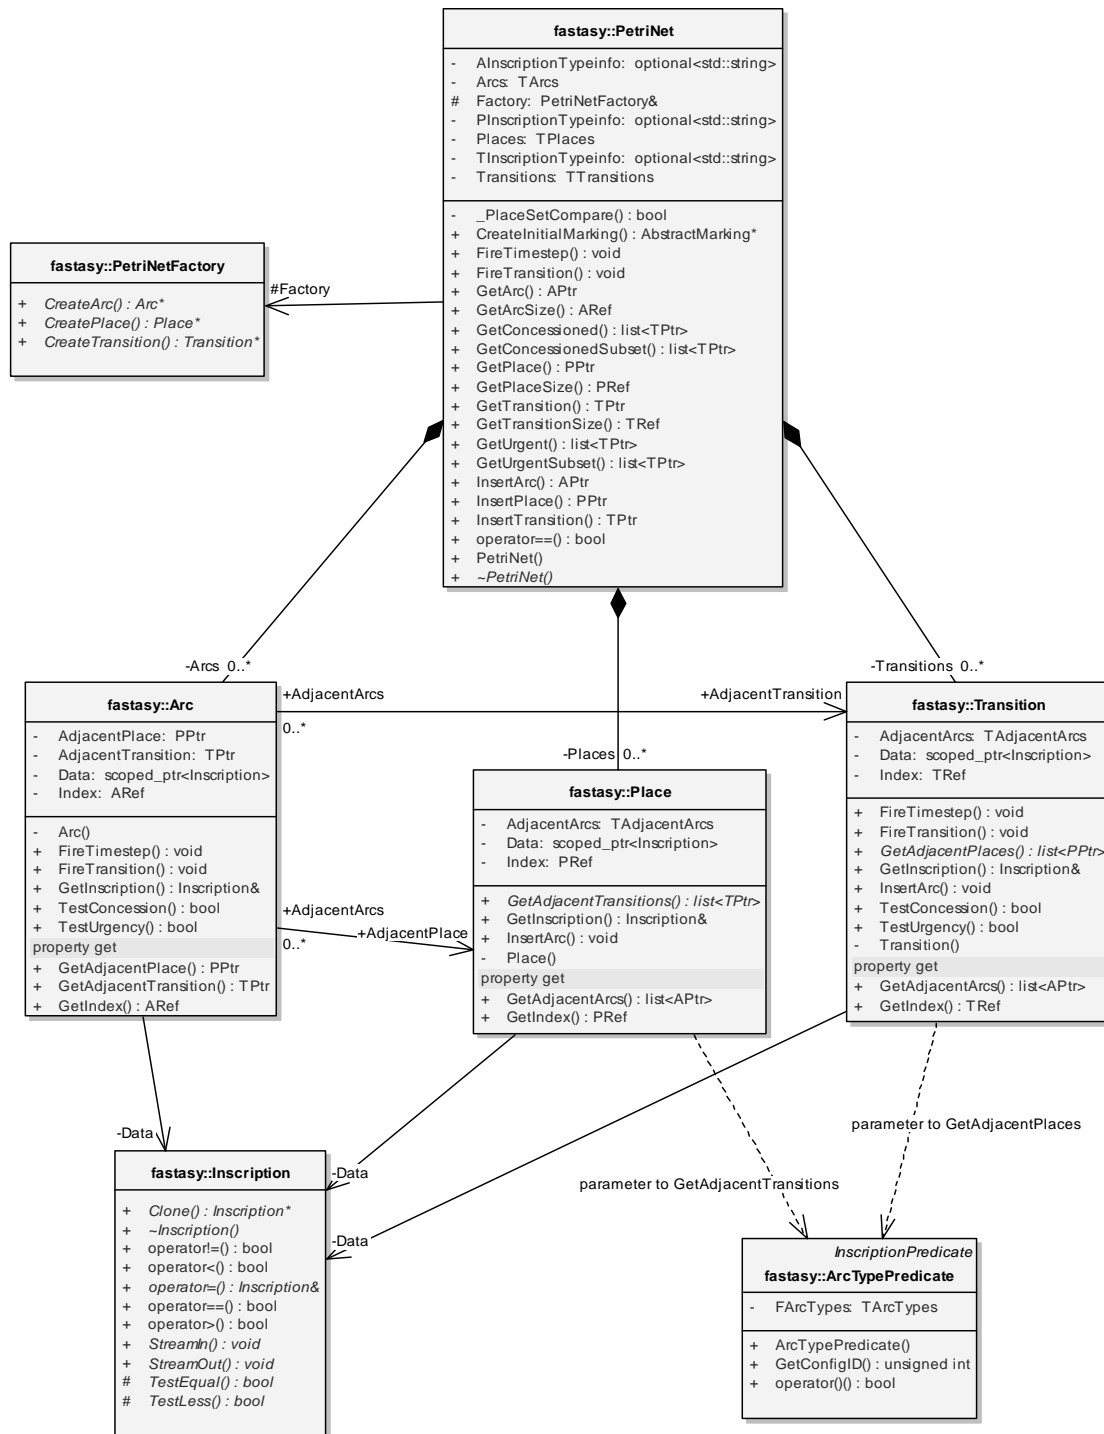 fastasy::PetriNet
- AInscriptionTypeinfo: optional<std::string>
- Arcs: TArcs
# Factory: PetriNetFactory&
- PInscriptionTypeinfo: optional<std::string>
- Places: TPlaces
- TInscriptionTypeinfo: optional<std::string>
- Transitions: TTransitions
- _PlaceSetCompare() : bool
+ CreateInitialMarking() : AbstractMarking*
+ FireTimestep() : void
+ FireTransition() : void
+ GetArc() : APtr
+ GetArcSize() : ARef
+ GetConcessioned() : list<TPtr>
+ GetConcessionedSubset() : list<TPtr>
+ GetPlace() : PPtr
+ GetPlaceSize() : PRef
+ GetTransition() : TPtr
+ GetTransitionSize() : TRef
+ GetUrgent() : list<TPtr>
+ GetUrgentSubset() : list<TPtr>
+ InsertArc() : APtr
+ InsertPlace() : PPtr
+ InsertTransition() : TPtr
+ operator==() : bool
+ PetriNet()
+ ~PetriNet()
fastasy::PetriNetFactory
+ CreateArc() : Arc*
+ CreatePlace() : Place*
+ CreateTransition() : Transition*
#Factory
-Arcs 0..*
-Transitions 0..*
-Places 0..*
fastasy::Arc
- AdjacentPlace: PPtr
- AdjacentTransition: TPtr
- Data: scoped_ptr<Inscription>
- Index: ARef
- Arc()
+ FireTimestep() : void
+ FireTransition() : void
+ GetInscription() : Inscription&
+ TestConcession() : bool
+ TestUrgency() : bool
property get
+ GetAdjacentPlace() : PPtr
+ GetAdjacentTransition() : TPtr
+ GetIndex() : ARef
+AdjacentArcs
0..*
+AdjacentTransition
+AdjacentArcs
0..*
+AdjacentPlace
fastasy::Place
- AdjacentArcs: TAdjacentArcs
- Data: scoped_ptr<Inscription>
- Index: PRef
+ GetAdjacentTransitions() : list<TPtr>
+ GetInscription() : Inscription&
+ InsertArc() : void
- Place()
property get
+ GetAdjacentArcs() : list<APtr>
+ GetIndex() : PRef
fastasy::Transition
- AdjacentArcs: TAdjacentArcs
- Data: scoped_ptr<Inscription>
- Index: TRef
+ FireTimestep() : void
+ FireTransition() : void
+ GetAdjacentPlaces() : list<PPtr>
+ GetInscription() : Inscription&
+ InsertArc() : void
+ TestConcession() : bool
+ TestUrgency() : bool
- Transition()
property get
+ GetAdjacentArcs() : list<APtr>
+ GetIndex() : TRef
-Data
-Data
-Data
parameter to GetAdjacentPlaces
parameter to GetAdjacentTransitions
fastasy::Inscription
+ Clone() : Inscription*
+ ~Inscription()
+ operator!=() : bool
+ operator<() : bool
+ operator=() : Inscription&
+ operator==() : bool
+ operator>() : bool
+ StreamIn() : void
+ StreamOut() : void
# TestEqual() : bool
# TestLess() : bool
InscriptionPredicate
fastasy::ArcTypePredicate
- FArcTypes: TArcTypes
+ ArcTypePredicate()
+ GetConfigID() : unsigned int
+ operator()() : bool